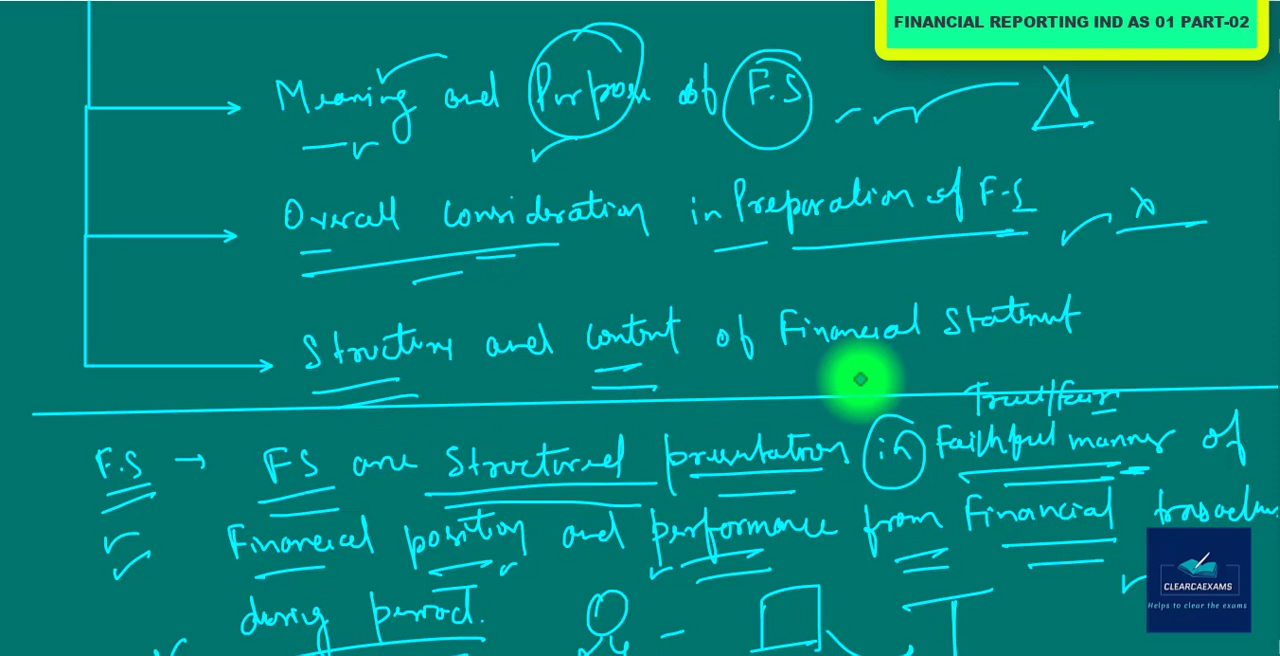 FINANCIAL REPORTING IND AS 01 PART-02
Meaning and Purpose of F.S
Overall Consideration in Preparation of F.S
Structure and Content of Financial Statement
True/Fair
F.S → FS are structured presentation in Faithful manner of
Financial position and performance from Financial
during period.
CLEARCAEXAMS
Helps to clear the exams